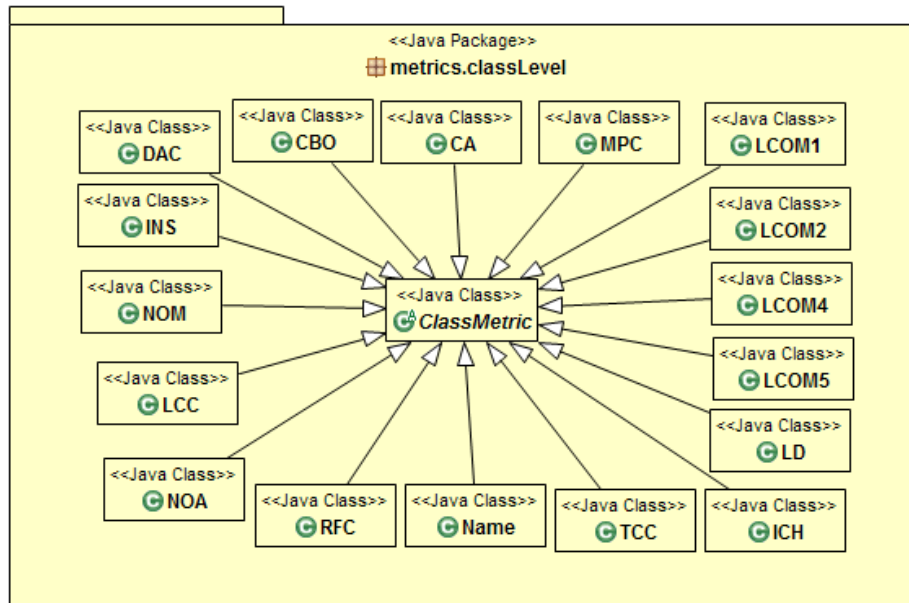 <<Java Package>>
metrics.classLevel
<<Java Class>>
DAC
<<Java Class>>
CBO
<<Java Class>>
CA
<<Java Class>>
MPC
<<Java Class>>
LCOM1
<<Java Class>>
INS
<<Java Class>>
LCOM2
<<Java Class>>
NOM
<<Java Class>>
ClassMetric
<<Java Class>>
LCOM4
<<Java Class>>
LCC
<<Java Class>>
LCOM5
<<Java Class>>
LD
<<Java Class>>
NOA
<<Java Class>>
RFC
<<Java Class>>
Name
<<Java Class>>
TCC
<<Java Class>>
ICH